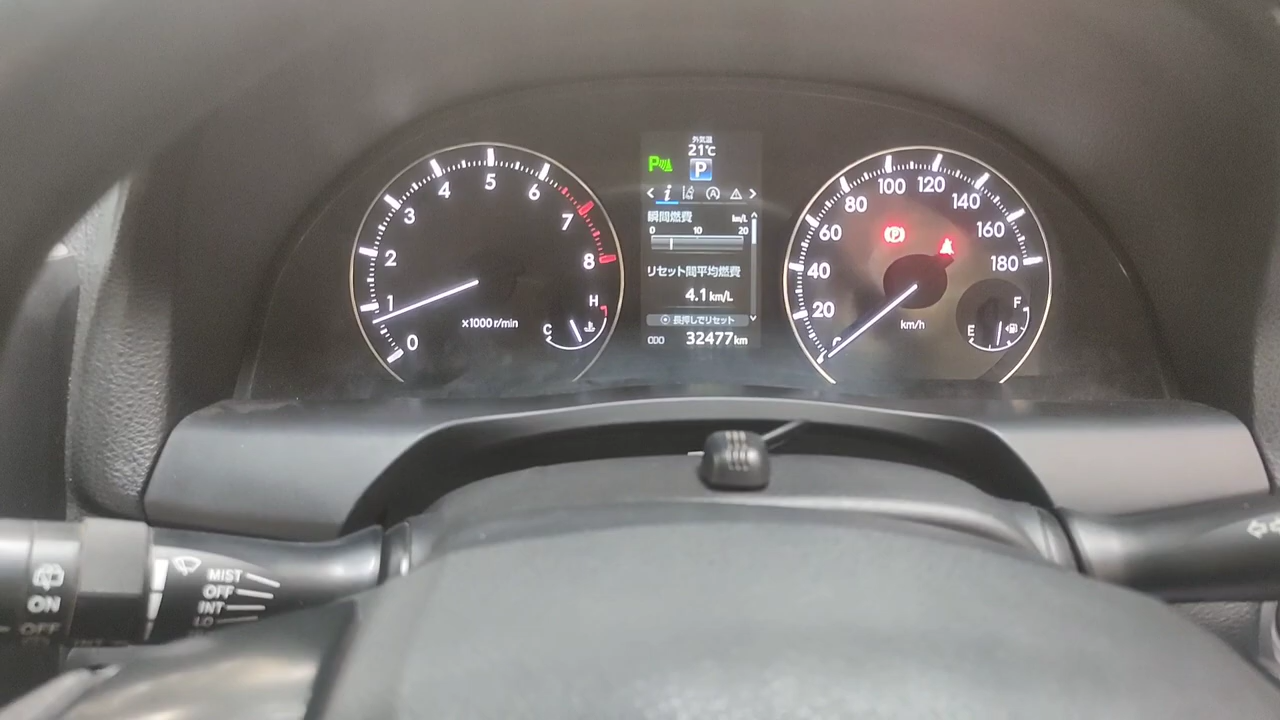 外気温
21℃
P
P
i
A
瞬間燃費 km/L
0 10 20
リセット間平均燃費
4.1 km/L
長押しでリセット
ODO 32477 km
0
1
2
3
4
5
6
7
8
x1000 r/min
H
C
0
20
40
60
80
100
120
140
160
180
P
km/h
F
E
ON
OFF
MIST
OFF
INT
LO